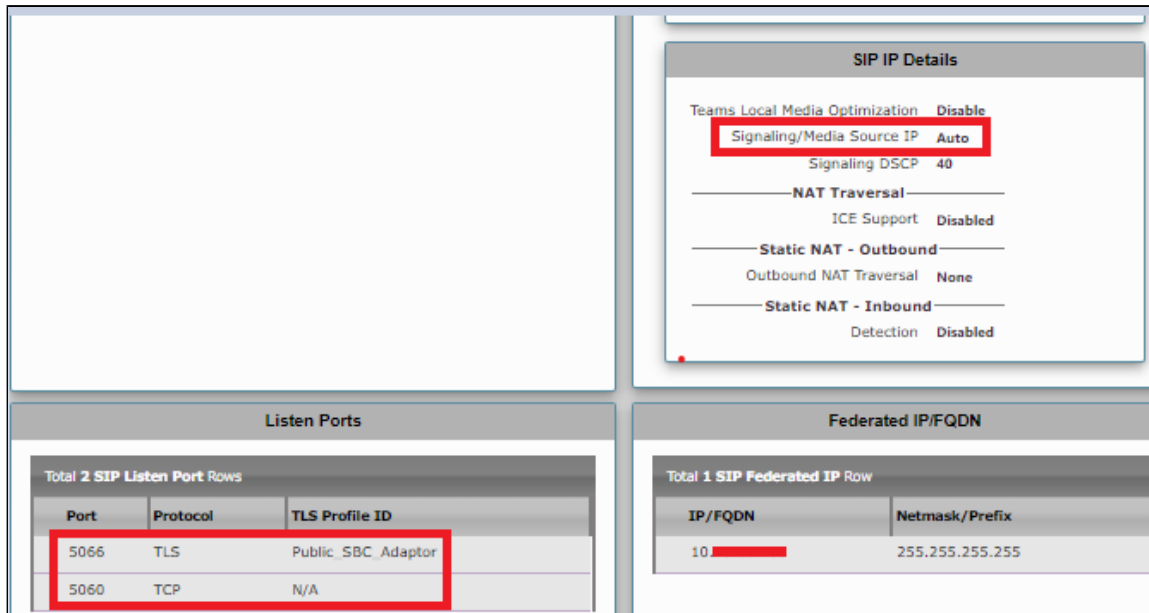 SIP IP Details
Teams Local Media Optimization Disable
Signaling/Media Source IP Auto
Signaling DSCP 40
NAT Traversal
ICE Support Disabled
Static NAT - Outbound
Outbound NAT Traversal None
Static NAT - Inbound
Detection Disabled
Listen Ports
Total 2 SIP Listen Port Rows
Port Protocol TLS Profile ID
5066 TLS Public_SBC_Adaptor
5060 TCP N/A
Federated IP/FQDN
Total 1 SIP Federated IP Row
IP/FQDN Netmask/Prefix
10. 255.255.255.255